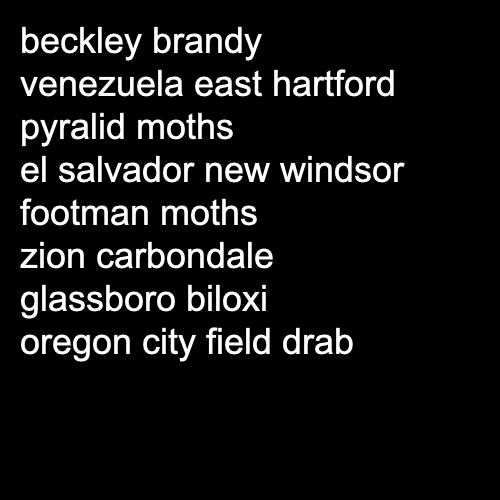 beckley brandy
venezuela east hartford
pyralid moths
el salvador new windsor
footman moths
zion carbondale
glassboro biloxi
oregon city field drab